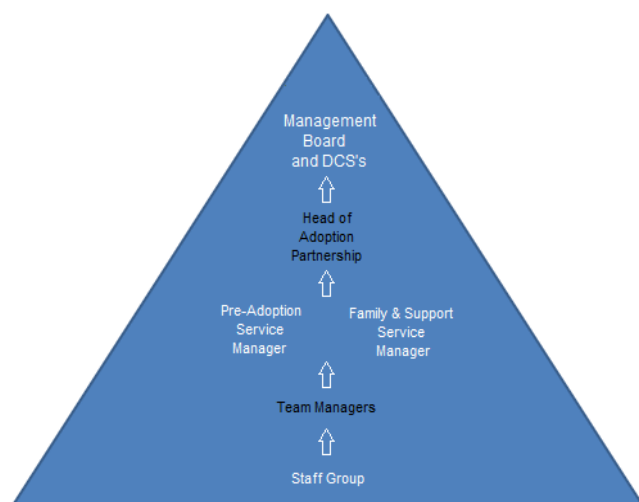 Management
Board
and DCS's
Head of
Adoption
Partnership
Pre-Adoption
Service
Manager
Family & Support
Service
Manager
Team Managers
Staff Group